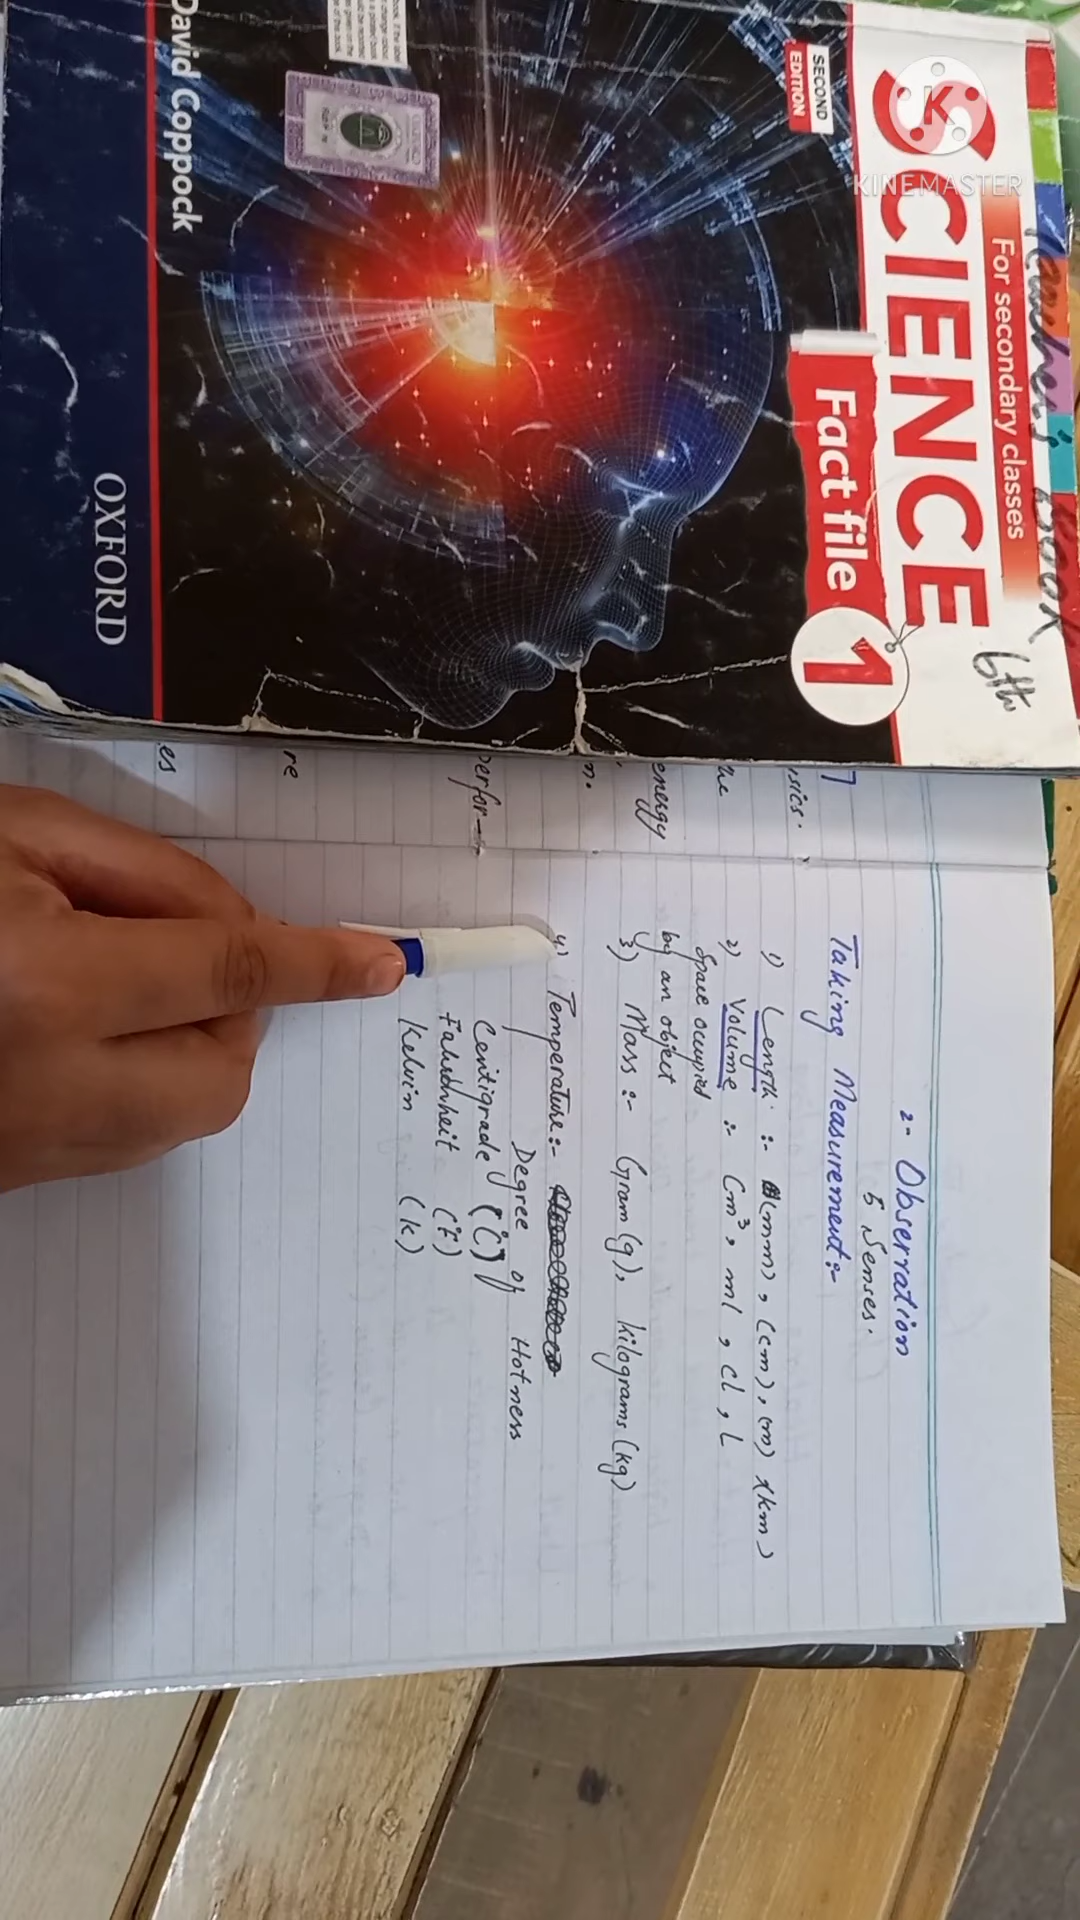 KINEMASTER
Teacher's book 6th
For secondary classes
SCIENCE
Fact file 1
SECOND
EDITION
David Coppock
OXFORD
sics.
energy
n.
perfor-
re
es
2- Observation
5 Senses.
Taking Measurement:-
1) Length :- (mm), (cm), (m) (km)
2) Volume :- Cm³, ml, cl, L
Space occupied
by an object
3) Mass :- Gram (g), kilograms (kg)
4) Temperature:-
Degree of Hotness
Centigrade (°C)
Fahrenheit (°F)
Kelvin (K)